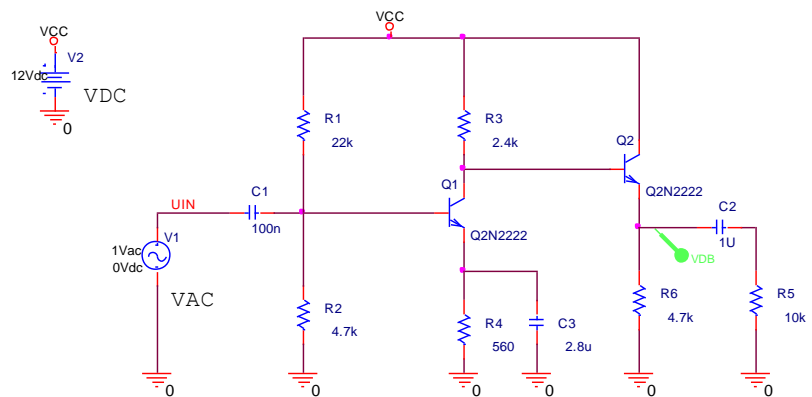 VCC
VCC
V2
12Vdc
VDC
0
R1
22k
R3
2.4k
Q2
Q2N2222
Q1
Q2N2222
C1
100n
UIN
V1
1Vac
0Vdc
VAC
C2
1U
VDB
R2
4.7k
R4
560
C3
2.8u
R6
4.7k
R5
10k
0
0
0
0
0
0